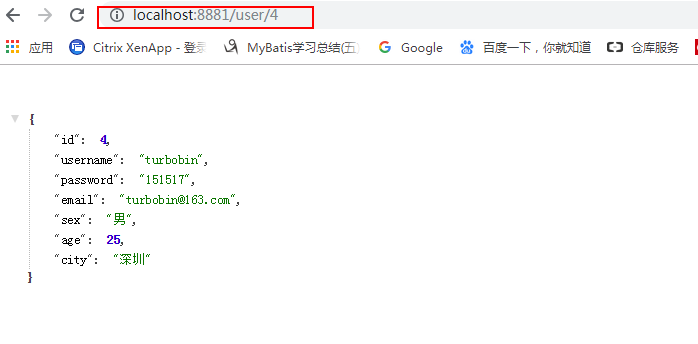 localhost:8881/user/4
应用 Citrix XenApp - 登录 MyBatis学习总结(五) Google 百度一下，你就知道 仓库服务
{
"id": 4,
"username": "turbobin",
"password": "151517",
"email": "turbobin@163.com",
"sex": "男",
"age": 25,
"city": "深圳"
}